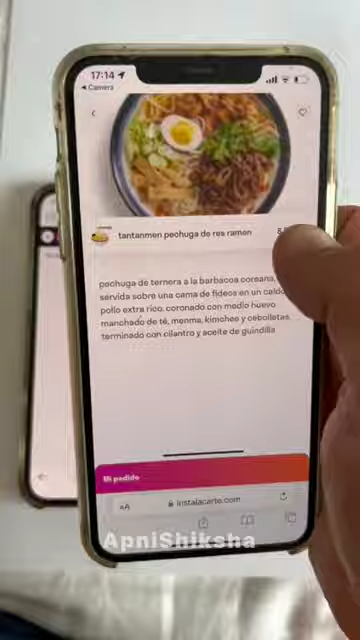 17:14
Camera
tantanmen pechuga de res ramen
pechuga de ternera a la barbacoa coreana,
servida sobre una cama de fideos en un caldo
pollo extra rico. coronado con medio huevo
manchado de té, menma, kimchee y cebolletas,
terminado con cilantro y aceite de guindilla
Mi pedido
AA instalacarte.com
ApniShiksha